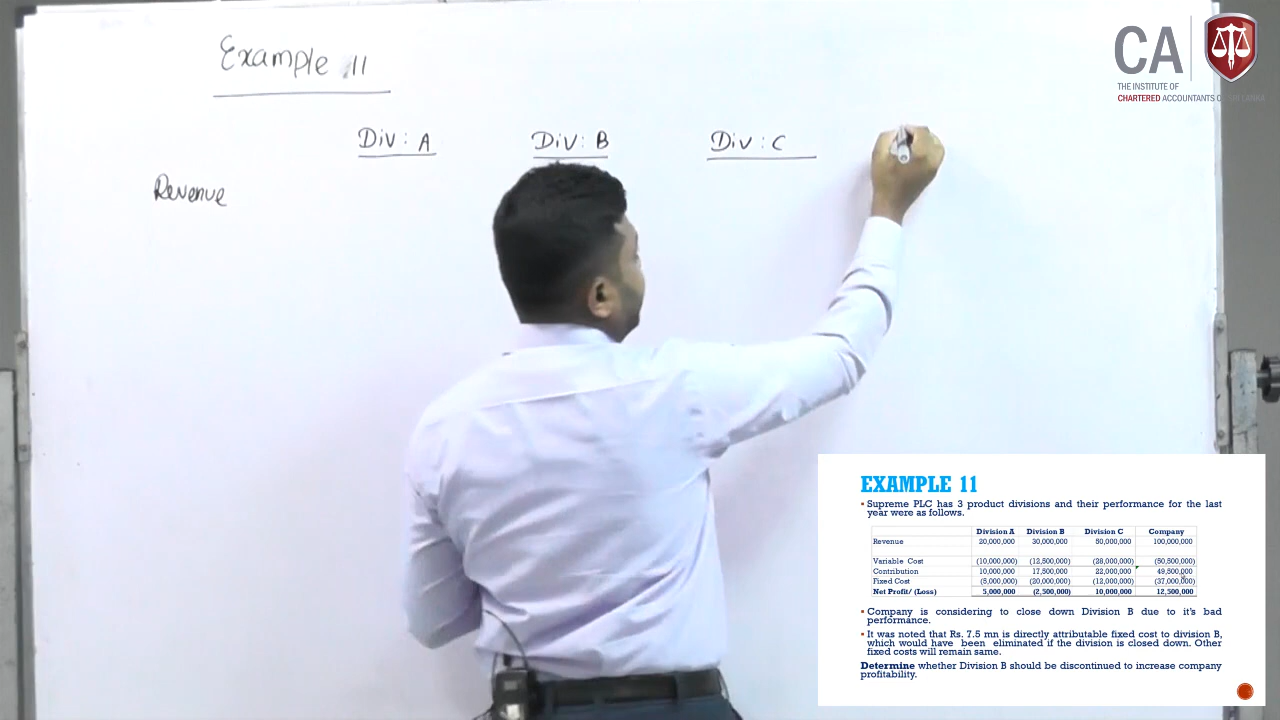 Example 11
Div: A Div: B Div: C
Revenue
CA
THE INSTITUTE OF
CHARTERED ACCOUNTANTS OF SRI LANKA
EXAMPLE 11
Supreme PLC has 3 product divisions and their performance for the last
year were as follows.
Division A Division B Division C Company
Revenue 20,000,000 30,000,000 50,000,000 100,000,000
Variable Cost (10,000,000) (12,500,000) (28,000,000) (50,500,000)
Contribution 10,000,000 17,500,000 22,000,000 49,500,000
Fixed Cost (5,000,000) (20,000,000) (12,000,000) (37,000,000)
Net Profit/ (Loss) 5,000,000 (2,500,000) 10,000,000 12,500,000
Company is considering to close down Division B due to it's bad
performance.
It was noted that Rs. 7.5 mn is directly attributable fixed cost to division B,
which would have been eliminated if the division is closed down. Other
fixed costs will remain same.
Determine whether Division B should be discontinued to increase company
profitability.